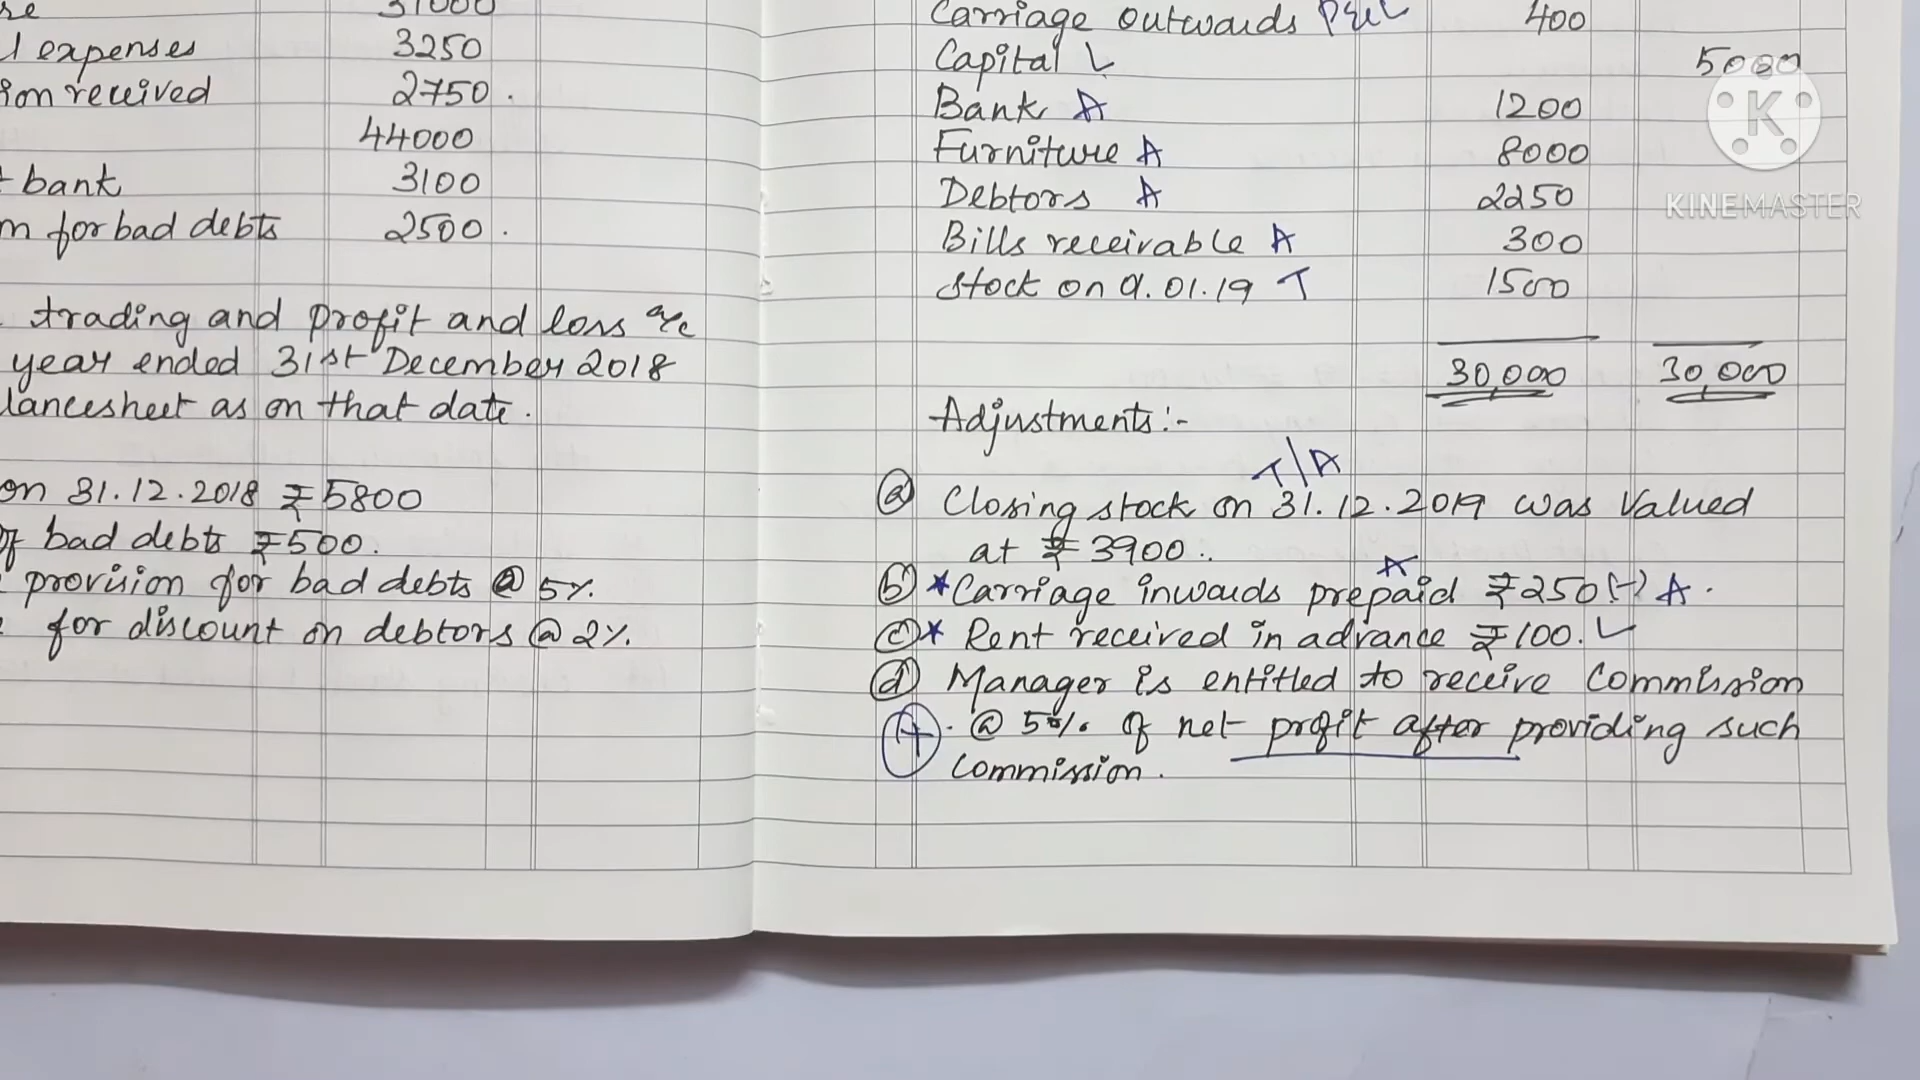 31000
expenses 3250
ion received 2750.
44000
bank 3100
for bad debts 2500.
trading and profit and loss a/c
year ended 31st December 2018
lancesheet as on that date.
on 31.12.2018 ₹5800
bad debts ₹500.
provision for bad debts @ 5%.
for discount on debtors @ 2%.
Carriage outwards P&L 400
Capital L 5000
Bank A 1200
Furniture A 8000
Debtors A 2250
Bills receivable A 300
Stock on 01.01.19 T 1500
30,000 30,000
Adjustments:-
T/A
(a) Closing stock on 31.12.2019 was valued
at ₹ 3900.
A
(b) *Carriage inwards prepaid ₹250 (-) A.
(c)* Rent received in advance ₹100. L
(d) Manager is entitled to receive Commission
@ 5% of net profit after providing such
Commission.
KINEMASTER